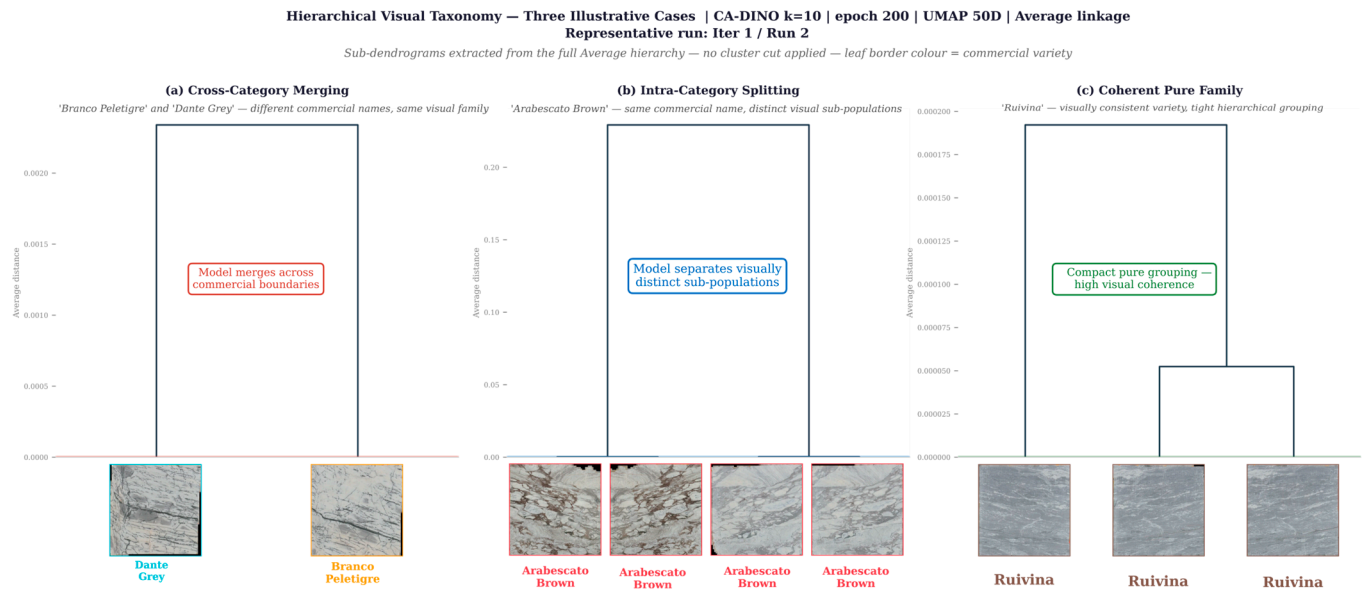 Hierarchical Visual Taxonomy — Three Illustrative Cases | CA-DINO k=10 | epoch 200 | UMAP 50D | Average linkage
Representative run: Iter 1 / Run 2
Sub-dendrograms extracted from the full Average hierarchy — no cluster cut applied — leaf border colour = commercial variety
(a) Cross-Category Merging
'Branco Peletigre' and 'Dante Grey' — different commercial names, same visual family
Average distance
0.0020
0.0015
0.0010
0.0005
0.0000
Model merges across
commercial boundaries
Dante
Grey
Branco
Peletigre
(b) Intra-Category Splitting
'Arabescato Brown' — same commercial name, distinct visual sub-populations
Average distance
0.20
0.15
0.10
0.05
0.00
Model separates visually
distinct sub-populations
Arabescato
Brown
Arabescato
Brown
Arabescato
Brown
Arabescato
Brown
(c) Coherent Pure Family
'Ruivina' — visually consistent variety, tight hierarchical grouping
Average distance
0.000200
0.000175
0.000150
0.000125
0.000100
0.000075
0.000050
0.000025
0.000000
Compact pure grouping —
high visual coherence
Ruivina
Ruivina
Ruivina